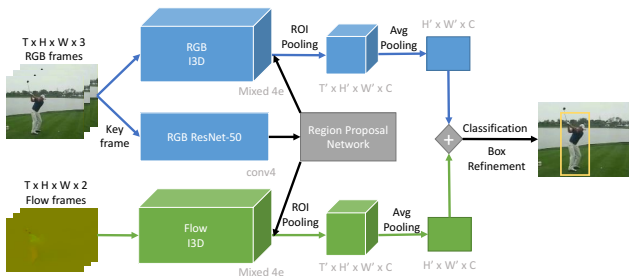 T x H x W x 3
RGB frames
RGB
I3D
Mixed 4e
ROI
Pooling
T' x H' x W' x C
Avg
Pooling
H' x W' x C
Key
frame
RGB ResNet-50
conv4
Region Proposal
Network
+
Classification
Box
Refinement
T x H x W x 2
Flow frames
Flow
I3D
Mixed 4e
ROI
Pooling
T' x H' x W' x C
Avg
Pooling
H' x W' x C